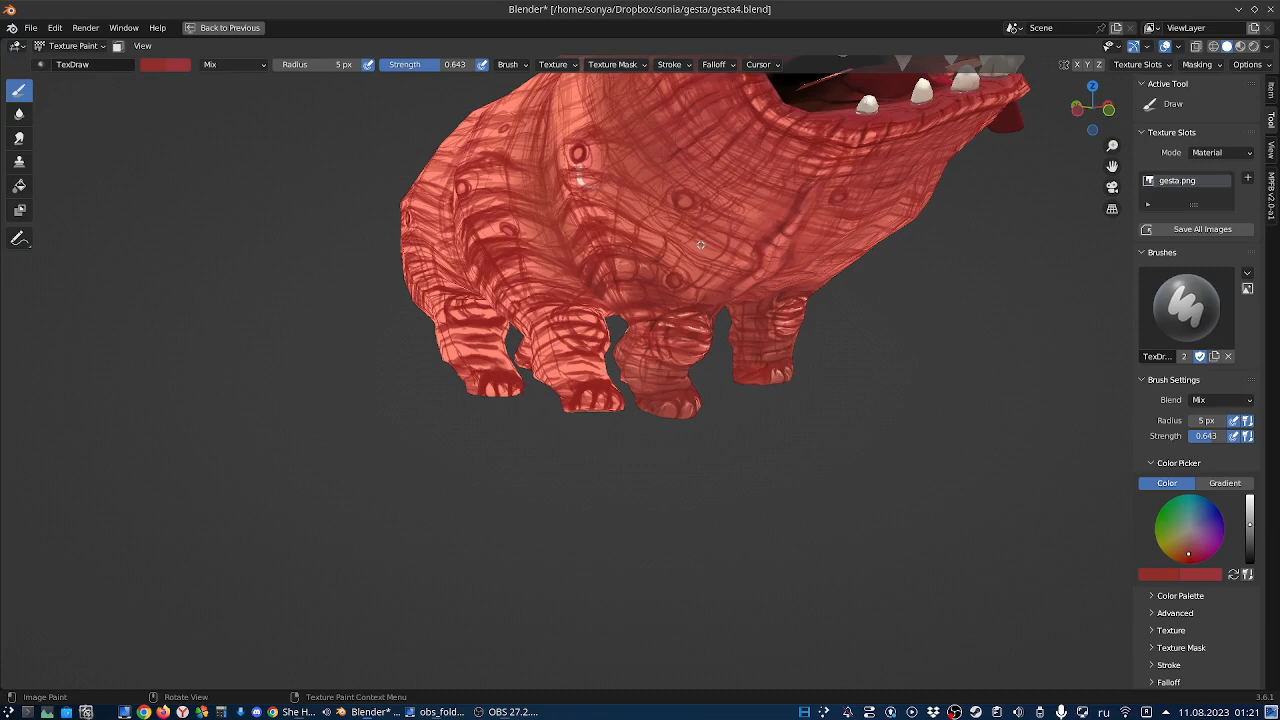 Blender* [/home/sonya/Dropbox/sonia/gesta/gesta4.blend]
File Edit Render Window Help Back to Previous Scene ViewLayer
Texture Paint View
TexDraw Mix Radius 5 px Strength 0.643 Brush Texture Texture Mask Stroke Falloff Cursor X Y Z Texture Slots Masking Options
Active Tool
Draw
Texture Slots
Mode Material
gesta.png
Save All Images
Brushes
TexDr... 2
Brush Settings
Blend Mix
Radius 5 px
Strength 0.643
Color Picker
Color Gradient
Color Palette
Advanced
Texture
Texture Mask
Stroke
Falloff
Item
Tool
View
Z
Image Paint Rotate View Texture Paint Context Menu 3.6.1
She H... Blender* ... obs_fold... OBS 27.2.... ru 11.08.2023 01:21